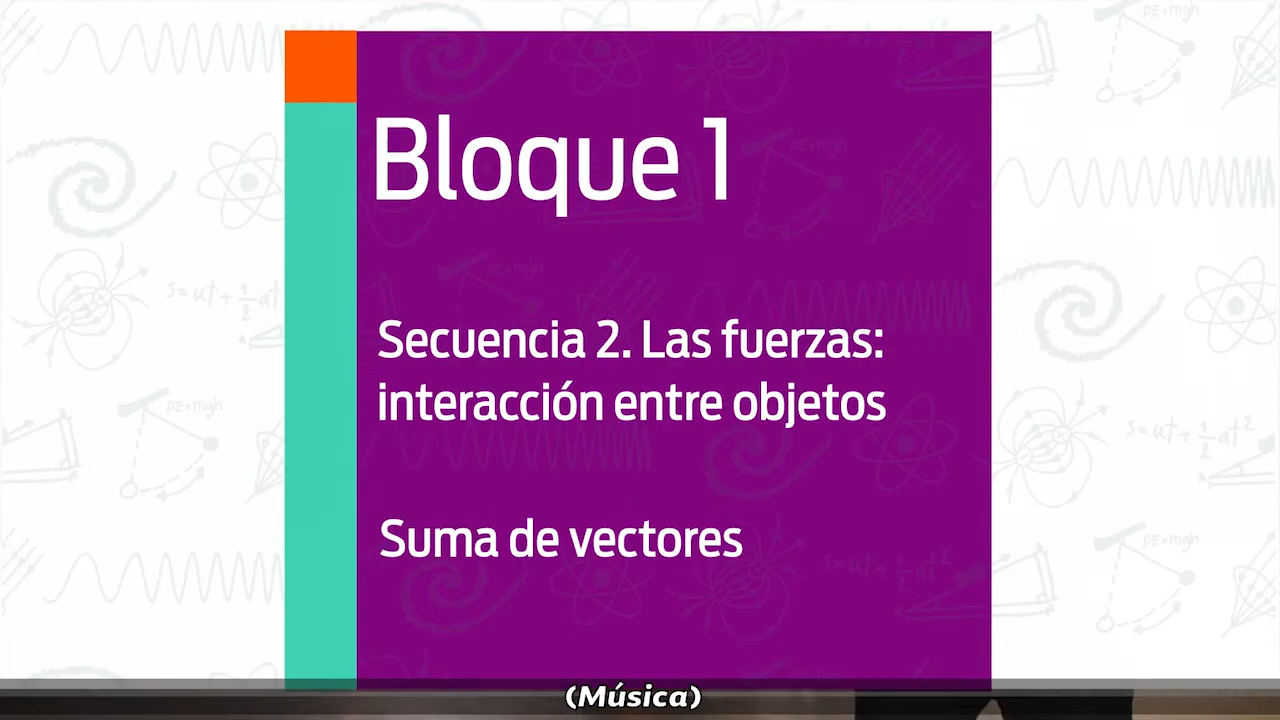 Bloque 1
Secuencia 2. Las fuerzas:
interacción entre objetos
Suma de vectores
(Música)